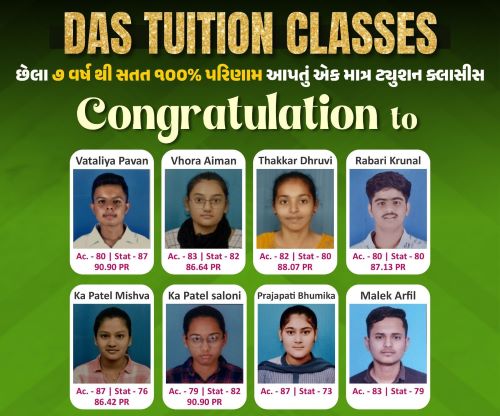 DAS TUITION CLASSES
છેલા ૭ વર્ષ થી સતત ૧૦૦% પરિણામ આપતું એક માત્ર ટ્યુશન ક્લાસીસ
Congratulation to
Vataliya Pavan
Ac. - 80 | Stat - 87
90.90 PR
Vhora Aiman
Ac. - 83 | Stat - 82
86.64 PR
Thakkar Dhruvi
Ac. - 82 | Stat - 80
88.07 PR
Rabari Krunal
Ac. - 80 | Stat - 80
87.13 PR
Ka Patel Mishva
Ac. - 87 | Stat - 76
86.42 PR
Ka Patel saloni
Ac. - 79 | Stat - 82
90.90 PR
Prajapati Bhumika
Ac. - 87 | Stat - 73
Malek Arfil
Ac. - 83 | Stat - 79